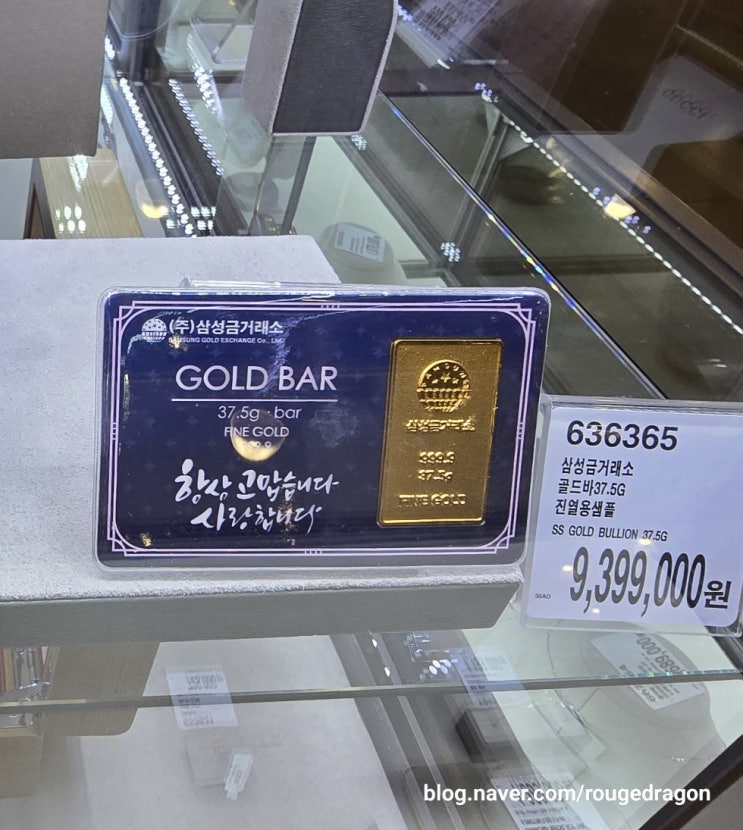 (주)삼성금거래소
SAMSUNG GOLD EXCHANGE Co., Ltd.
GOLD BAR
37.5g · bar
FINE GOLD
999.9
항상 고맙습니다
사랑합니다
삼성금거래소
999.9
37.5g
FINE GOLD
636365
삼성금거래소
골드바37.5G
진열용샘플
SS GOLD BULLION 37.5G
9,399,000원
blog.naver.com/rougedragon